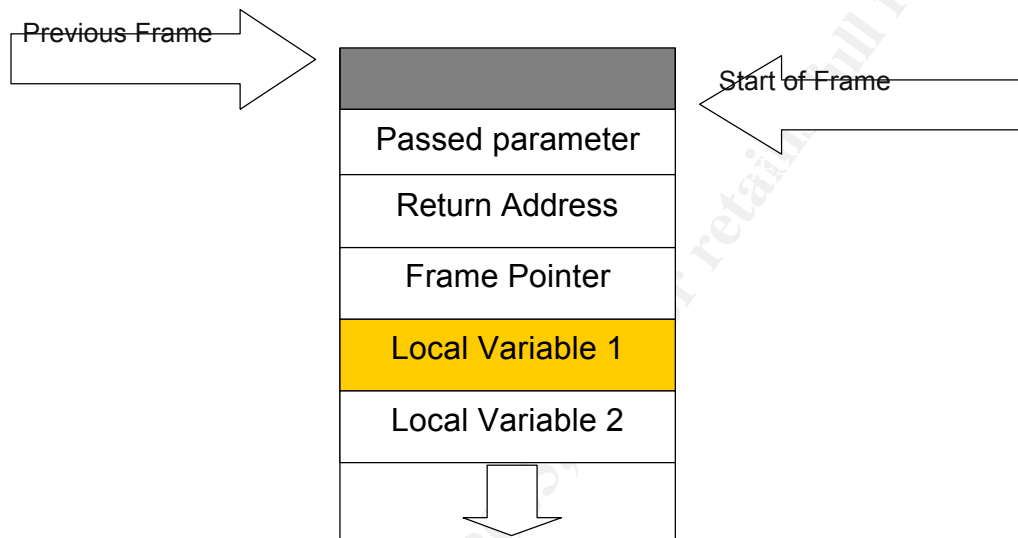 Previous Frame
Start of Frame
Passed parameter
Return Address
Frame Pointer
Local Variable 1
Local Variable 2